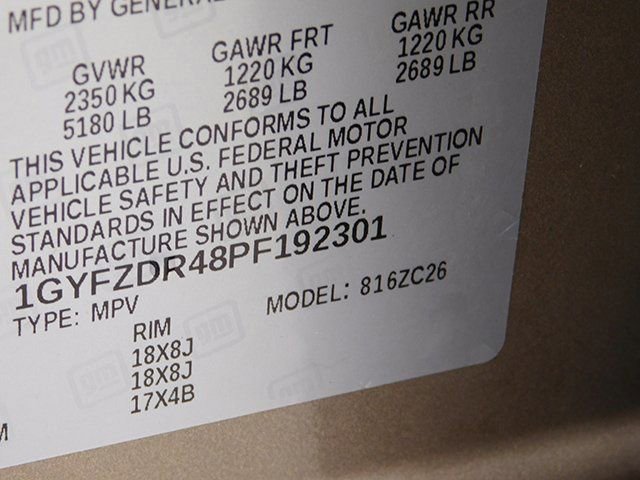 MFD BY GENERAL
GVWR GAWR FRT GAWR RR
2350 KG 1220 KG 1220 KG
5180 LB 2689 LB 2689 LB
THIS VEHICLE CONFORMS TO ALL
APPLICABLE U.S. FEDERAL MOTOR
VEHICLE SAFETY AND THEFT PREVENTION
STANDARDS IN EFFECT ON THE DATE OF
MANUFACTURE SHOWN ABOVE.
1GYFZDR48PF192301
TYPE: MPV MODEL: 816ZC26
RIM
18X8J
18X8J
17X4B
M